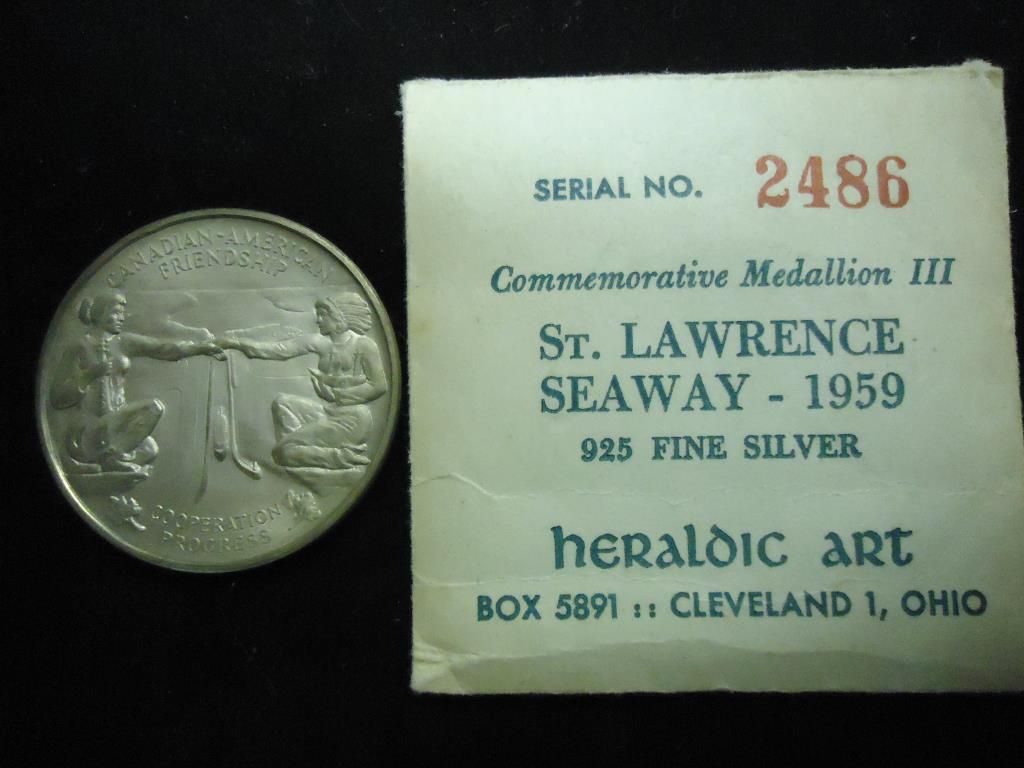 CANADIAN-AMERICAN
FRIENDSHIP
COOPERATION
PROGRESS
SERIAL NO. 2486
Commemorative Medallion III
ST. LAWRENCE
SEAWAY - 1959
925 FINE SILVER
heraldic art
BOX 5891 :: CLEVELAND 1, OHIO